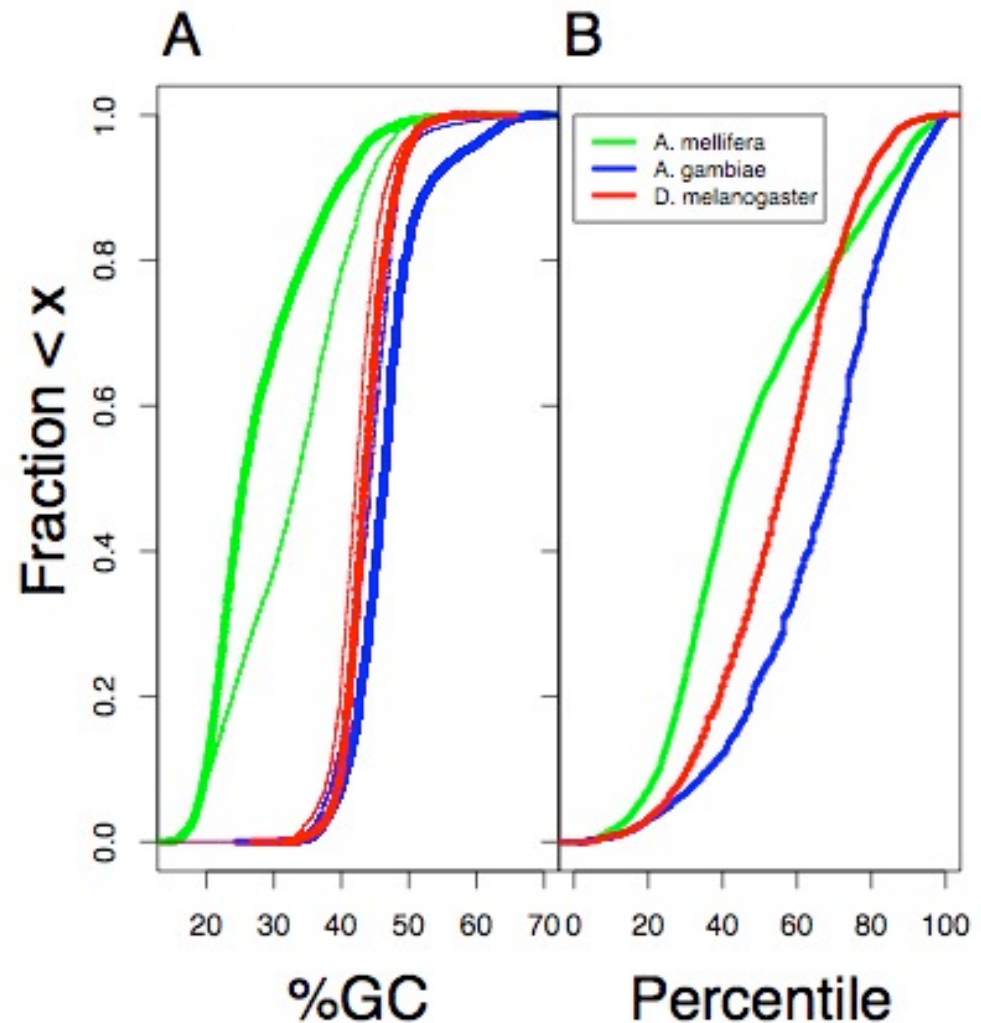 A
B
Fraction < x
0.0 0.2 0.4 0.6 0.8 1.0
A. mellifera
A. gambiae
D. melanogaster
20 30 40 50 60 70 0 20 40 60 80 100
%GC
Percentile